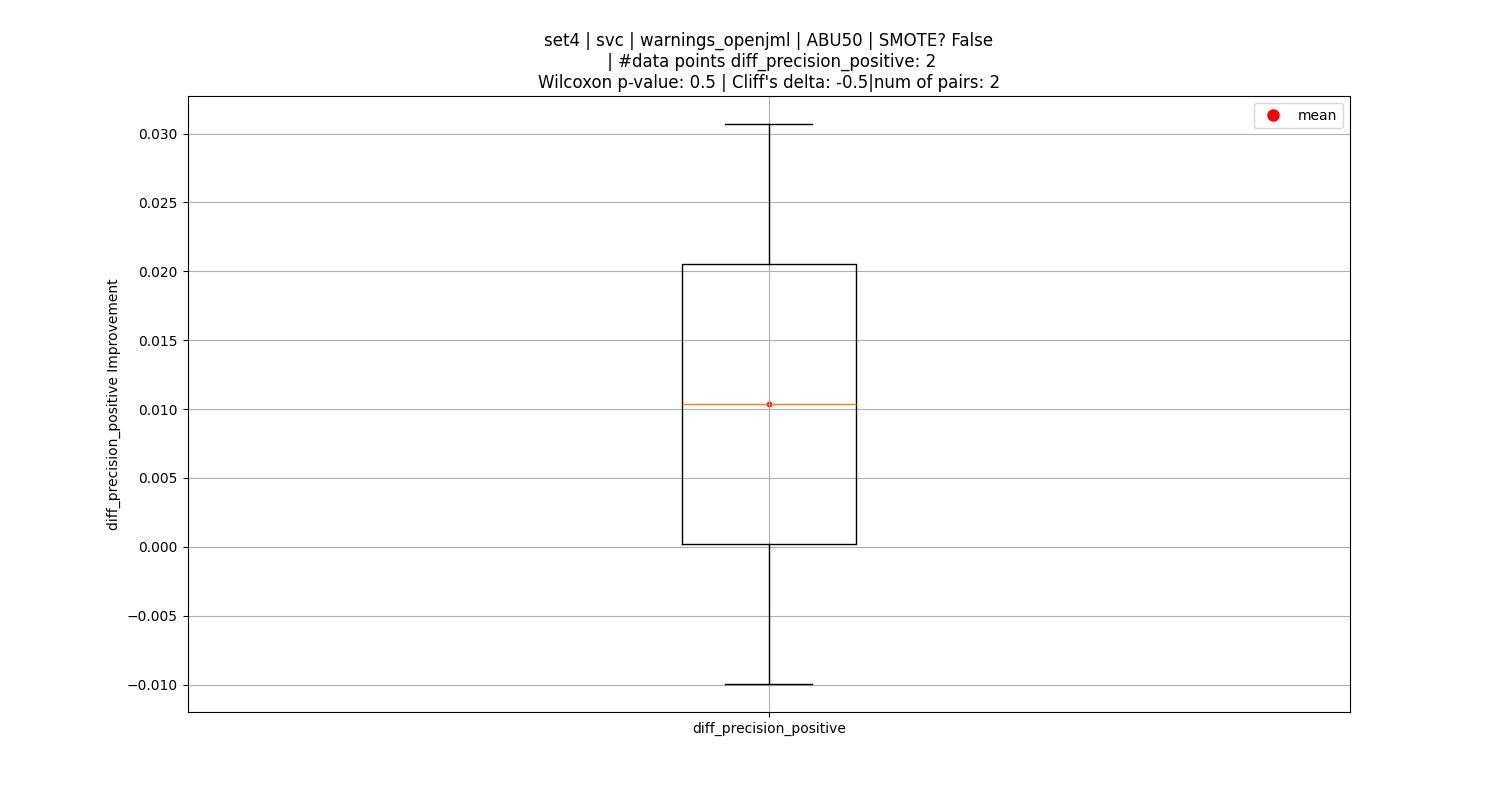 set4 | svc | warnings_openjml | ABU50 | SMOTE? False
| #data points diff_precision_positive: 2
Wilcoxon p-value: 0.5 | Cliff's delta: -0.5|num of pairs: 2
mean
0.030
0.025
0.020
0.015
0.010
0.005
0.000
−0.005
−0.010
diff_precision_positive Improvement
diff_precision_positive